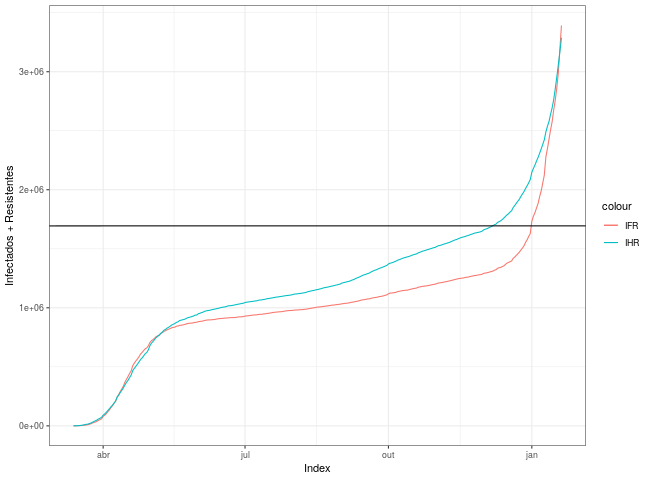 3e+06
2e+06
1e+06
0e+00
Infectados + Resistentes
abr
jul
out
jan
Index
colour
IFR
IHR